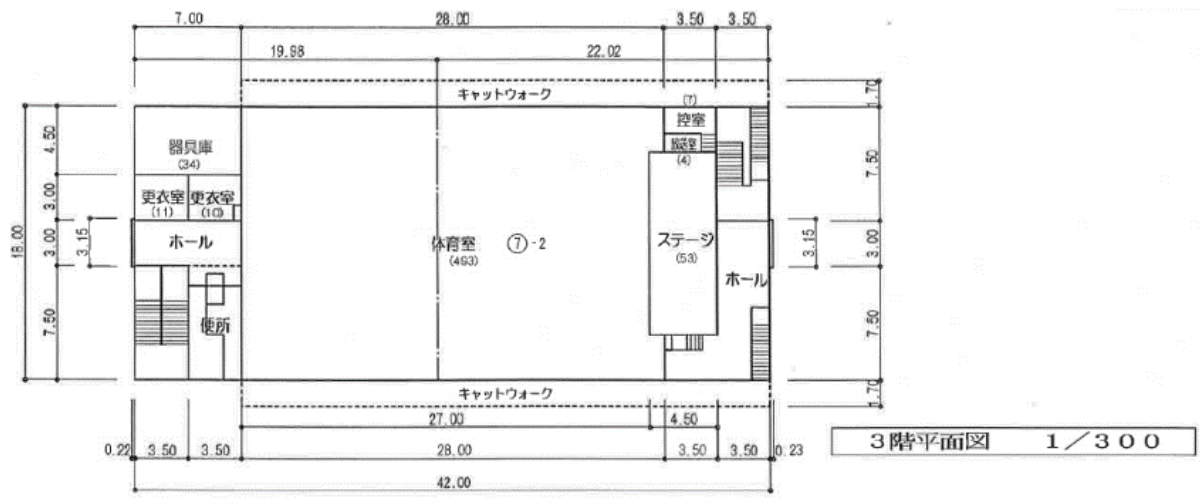 7.00 28.00 3.50 3.50
19.98 22.02
キャットウォーク
1.70
(7)
控室
4.50
器具庫
(34)
放送室
(4)
7.50
3.00
更衣室 更衣室
(11) (10)
18.00
3.00
3.15
ホール
体育室 ⑦-2
(493)
ステージ
(53)
3.15
3.00
ホール
7.50
便所
7.50
キャットウォーク
1.70
27.00 4.50
0.22 3.50 3.50 28.00 3.50 3.50 0.23
3階平面図 1/300
42.00